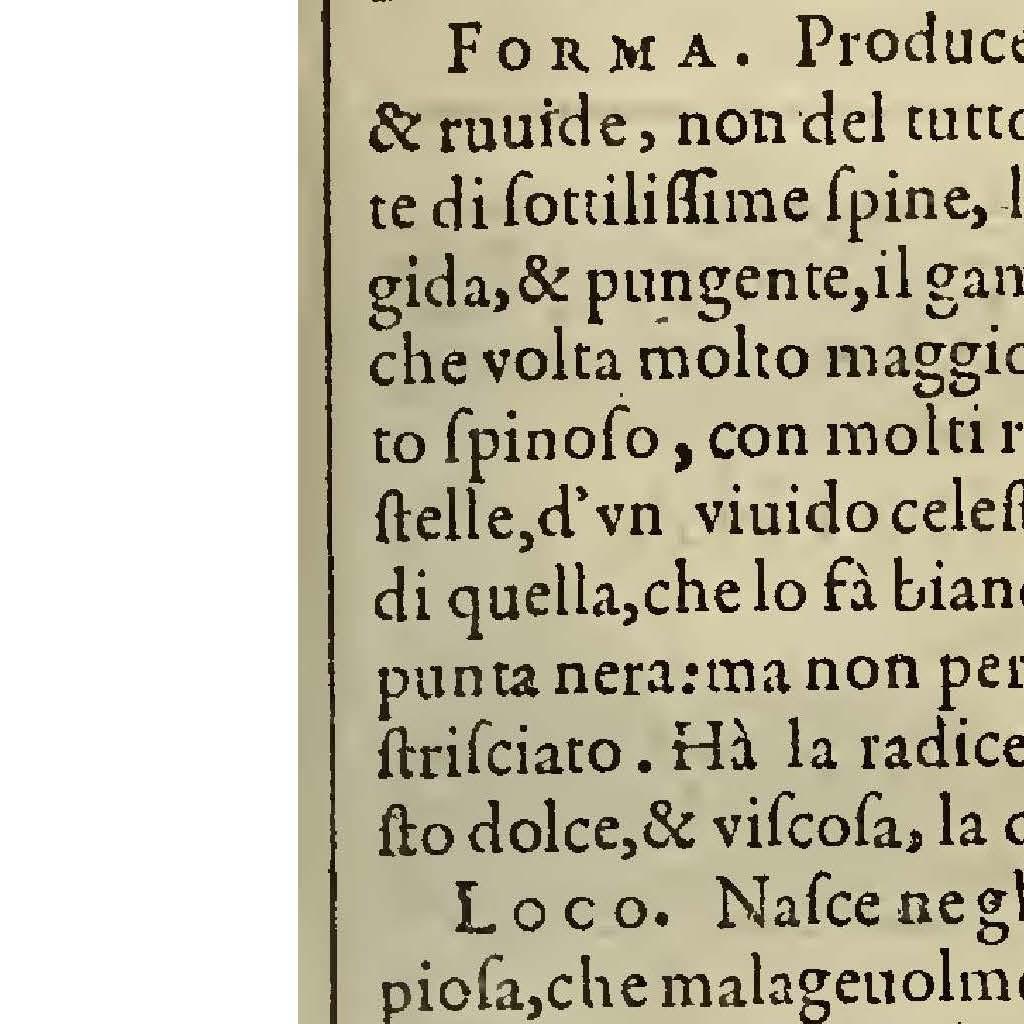 FORMA. Produce
& ruuide, non del tutto
te di ſottiliſſime ſpine, l
gida,& pungente,il gam
che volta molto maggio
to ſpinoſo, con molti r
ſtelle,d'vn viuido celeſt
di quella,che lo fà bianc
punta nera:ma non per
ſtriſciato. Hà la radice
ſto dolce,& viſcoſa, la
LOCO. Naſce ne
pioſa,che malageuolme